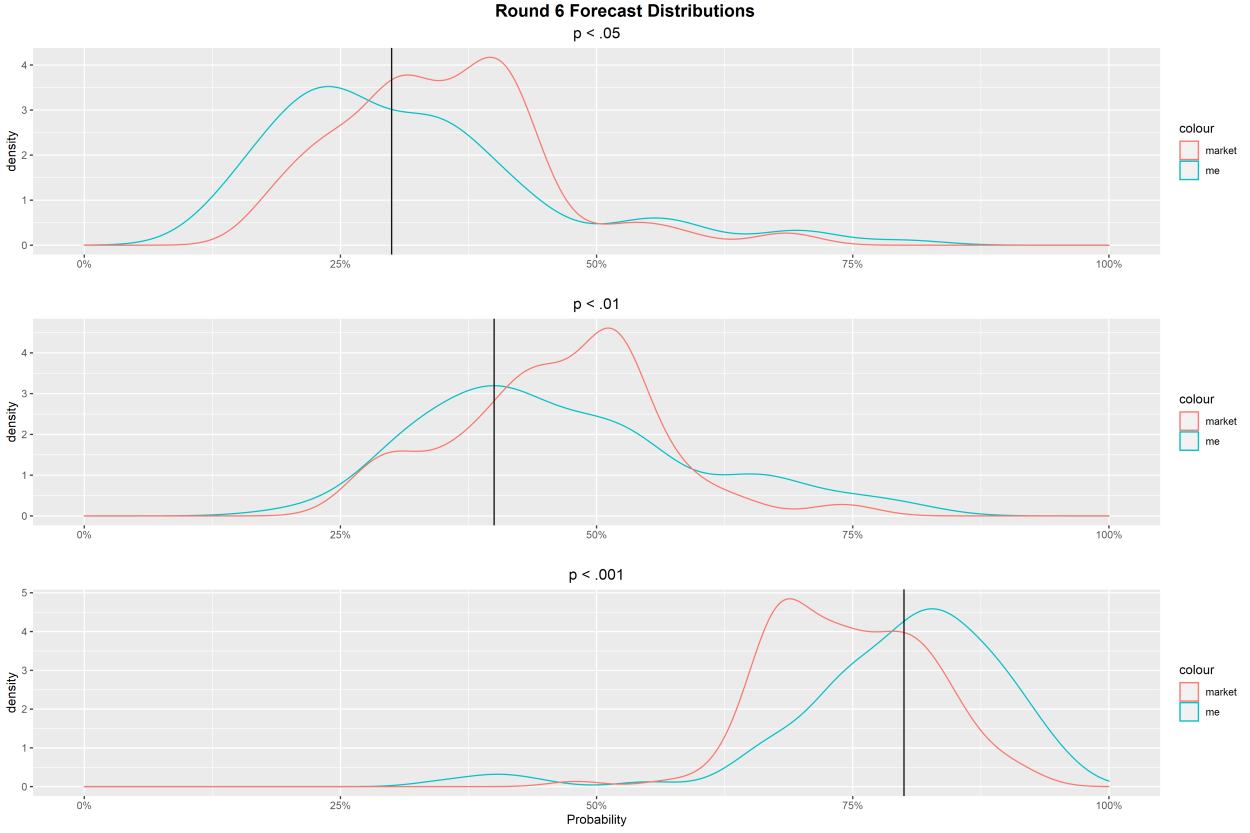 Round 6 Forecast Distributions
p < .05
density
4
3
2
1
0
0%
25%
50%
75%
100%
colour
market
me
p < .01
density
4
3
2
1
0
0%
25%
50%
75%
100%
colour
market
me
p < .001
density
5
4
3
2
1
0
0%
25%
50%
75%
100%
Probability
colour
market
me